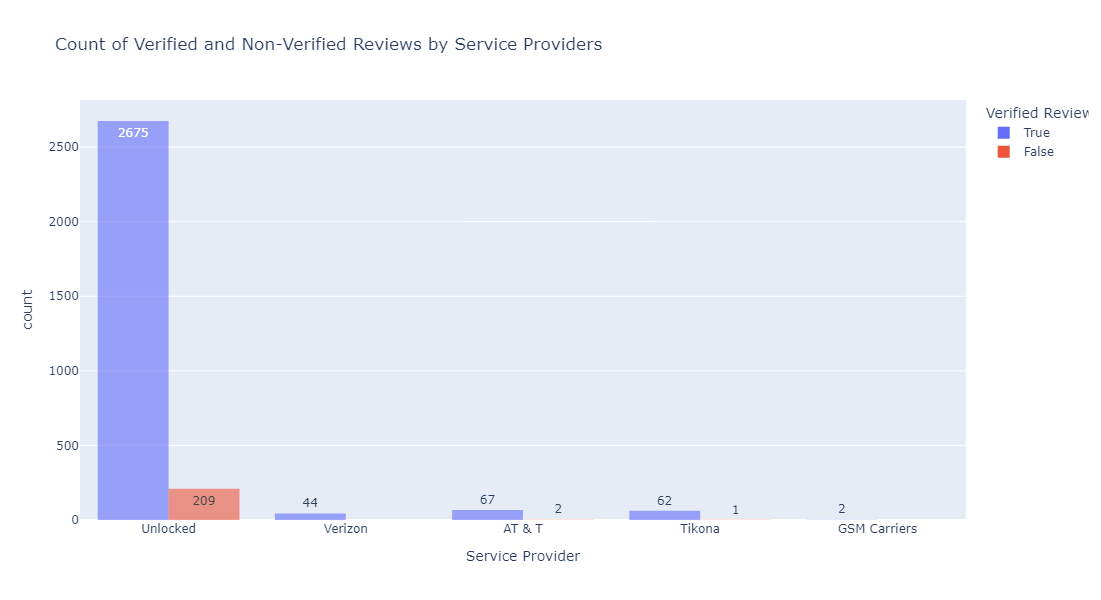 Count of Verified and Non-Verified Reviews by Service Providers
Verified Review
True
False
count
2500
2000
1500
1000
500
0
2675
209
44
67
2
62
1
2
Unlocked
Verizon
AT & T
Tikona
GSM Carriers
Service Provider